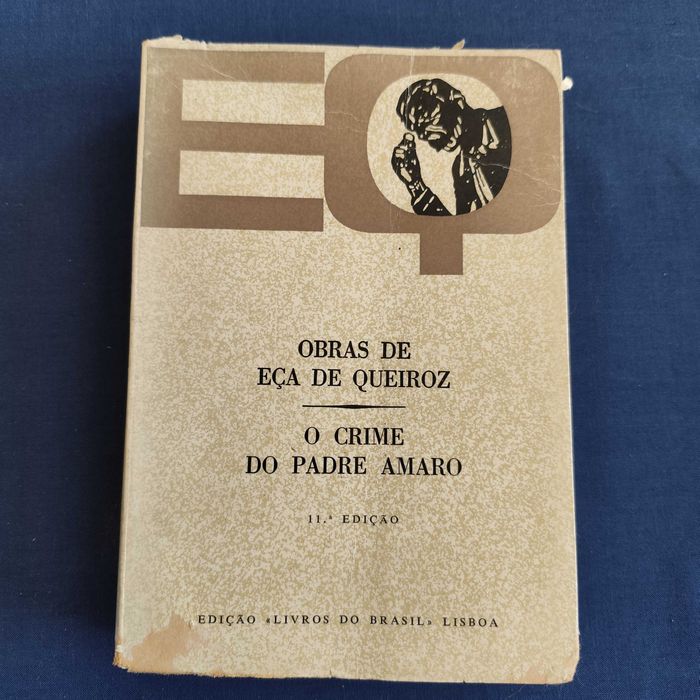 EQ
OBRAS DE
EÇA DE QUEIROZ
O CRIME
DO PADRE AMARO
11.ª EDIÇÃO
EDIÇÃO «LIVROS DO BRASIL» LISBOA